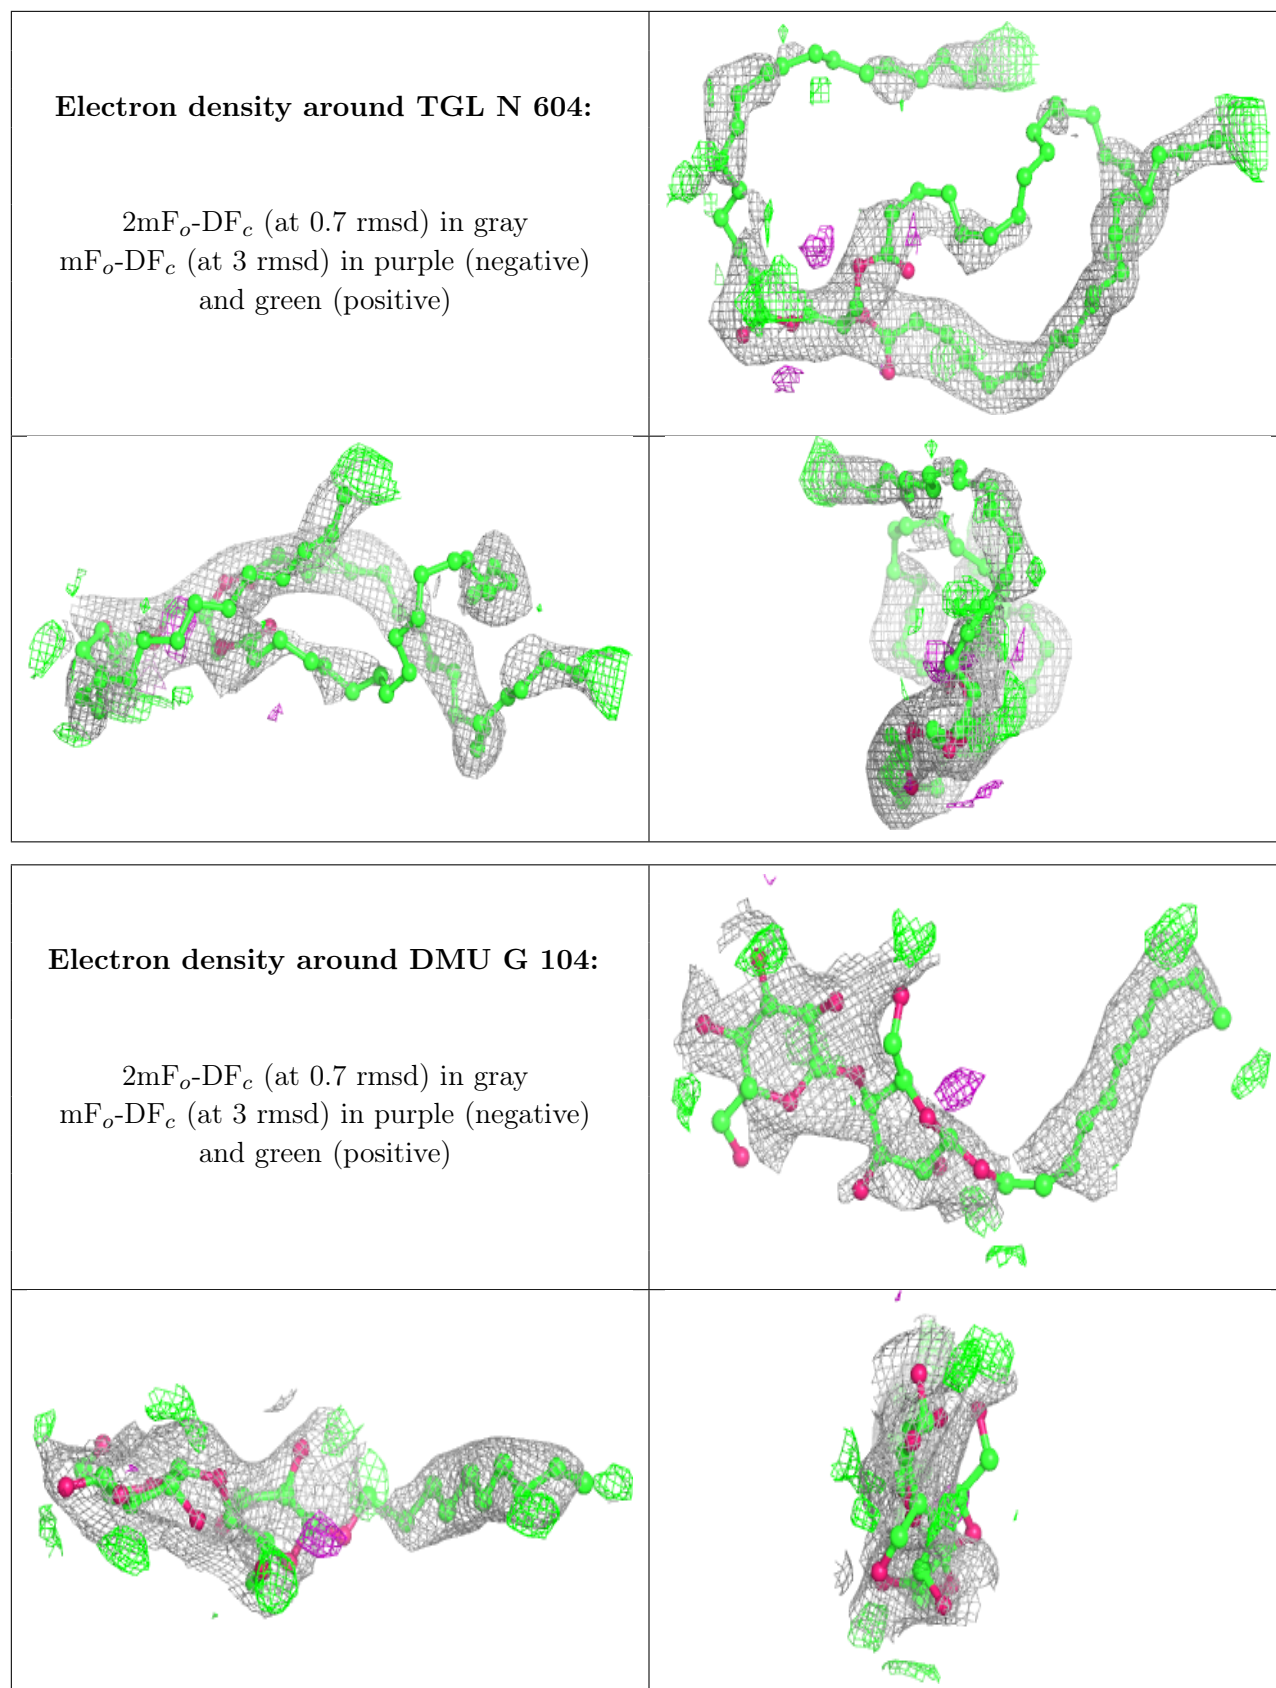 Electron density around TGL N 604:
2mFo-DFc (at 0.7 rmsd) in gray
mFo-DFc (at 3 rmsd) in purple (negative)
and green (positive)
Electron density around DMU G 104:
2mFo-DFc (at 0.7 rmsd) in gray
mFo-DFc (at 3 rmsd) in purple (negative)
and green (positive)